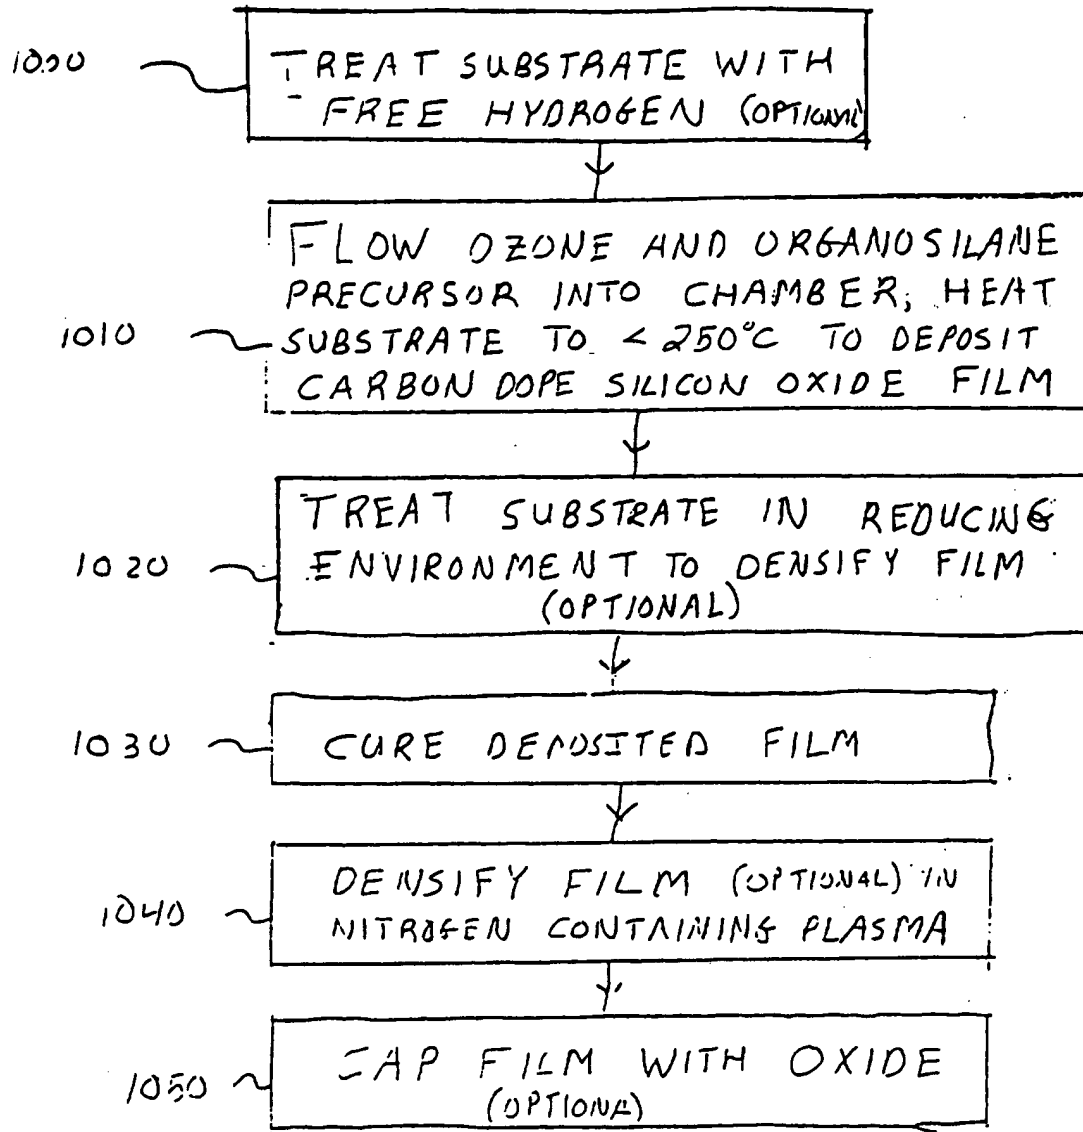 1000
TREAT SUBSTRATE WITH
FREE HYDROGEN (OPTIONAL)
FLOW OZONE AND ORGANOSILANE
PRECURSOR INTO CHAMBER; HEAT
1010
SUBSTRATE TO < 250°C TO DEPOSIT
CARBON DOPE SILICON OXIDE FILM
TREAT SUBSTRATE IN REDUCING
1020
ENVIRONMENT TO DENSIFY FILM
(OPTIONAL)
1030
CURE DEPOSITED FILM
DENSIFY FILM (OPTIONAL) IN
1040
NITROGEN CONTAINING PLASMA
CAP FILM WITH OXIDE
1050
(OPTIONAL)